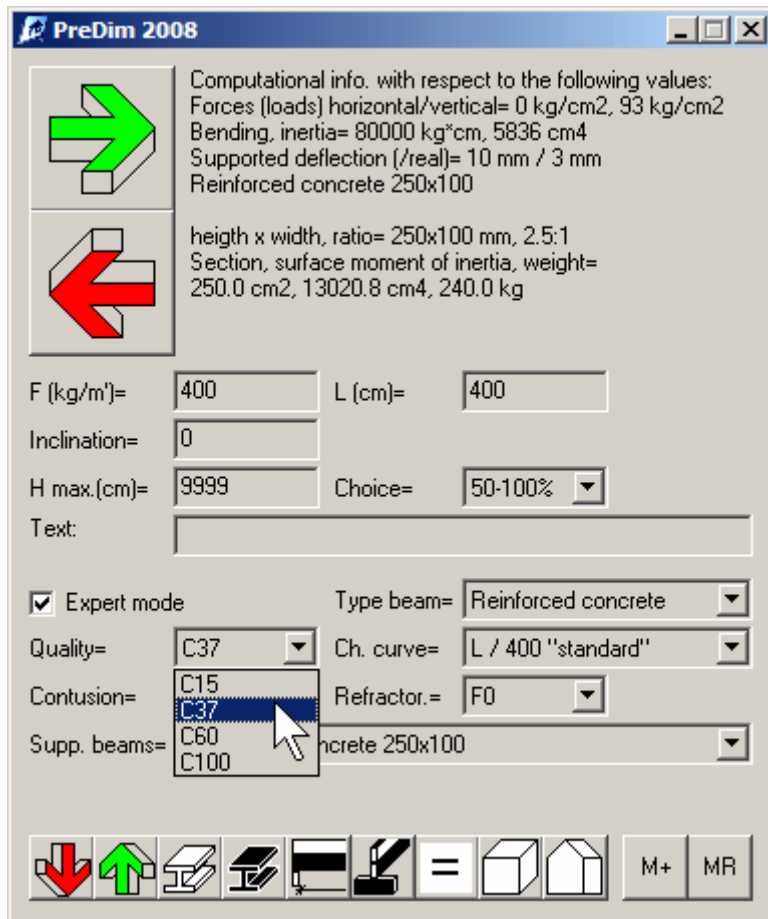 PreDim 2008
Computational info. with respect to the following values:
Forces (loads) horizontal/vertical= 0 kg/cm2, 93 kg/cm2
Bending, inertia= 80000 kg*cm, 5836 cm4
Supported deflection (/real)= 10 mm / 3 mm
Reinforced concrete 250x100
heigth x width, ratio= 250x100 mm, 2.5:1
Section, surface moment of inertia, weight=
250.0 cm2, 13020.8 cm4, 240.0 kg
F (kg/m')= 400 L (cm)= 400
Inclination= 0
H max.(cm)= 9999 Choice= 50-100%
Text:
Expert mode Type beam= Reinforced concrete
Quality= C37 Ch. curve= L / 400 "standard"
C15
Contusion= Refractor.= F0
C37
C60
Supp. beams= ncrete 250x100
C100
= M+ MR